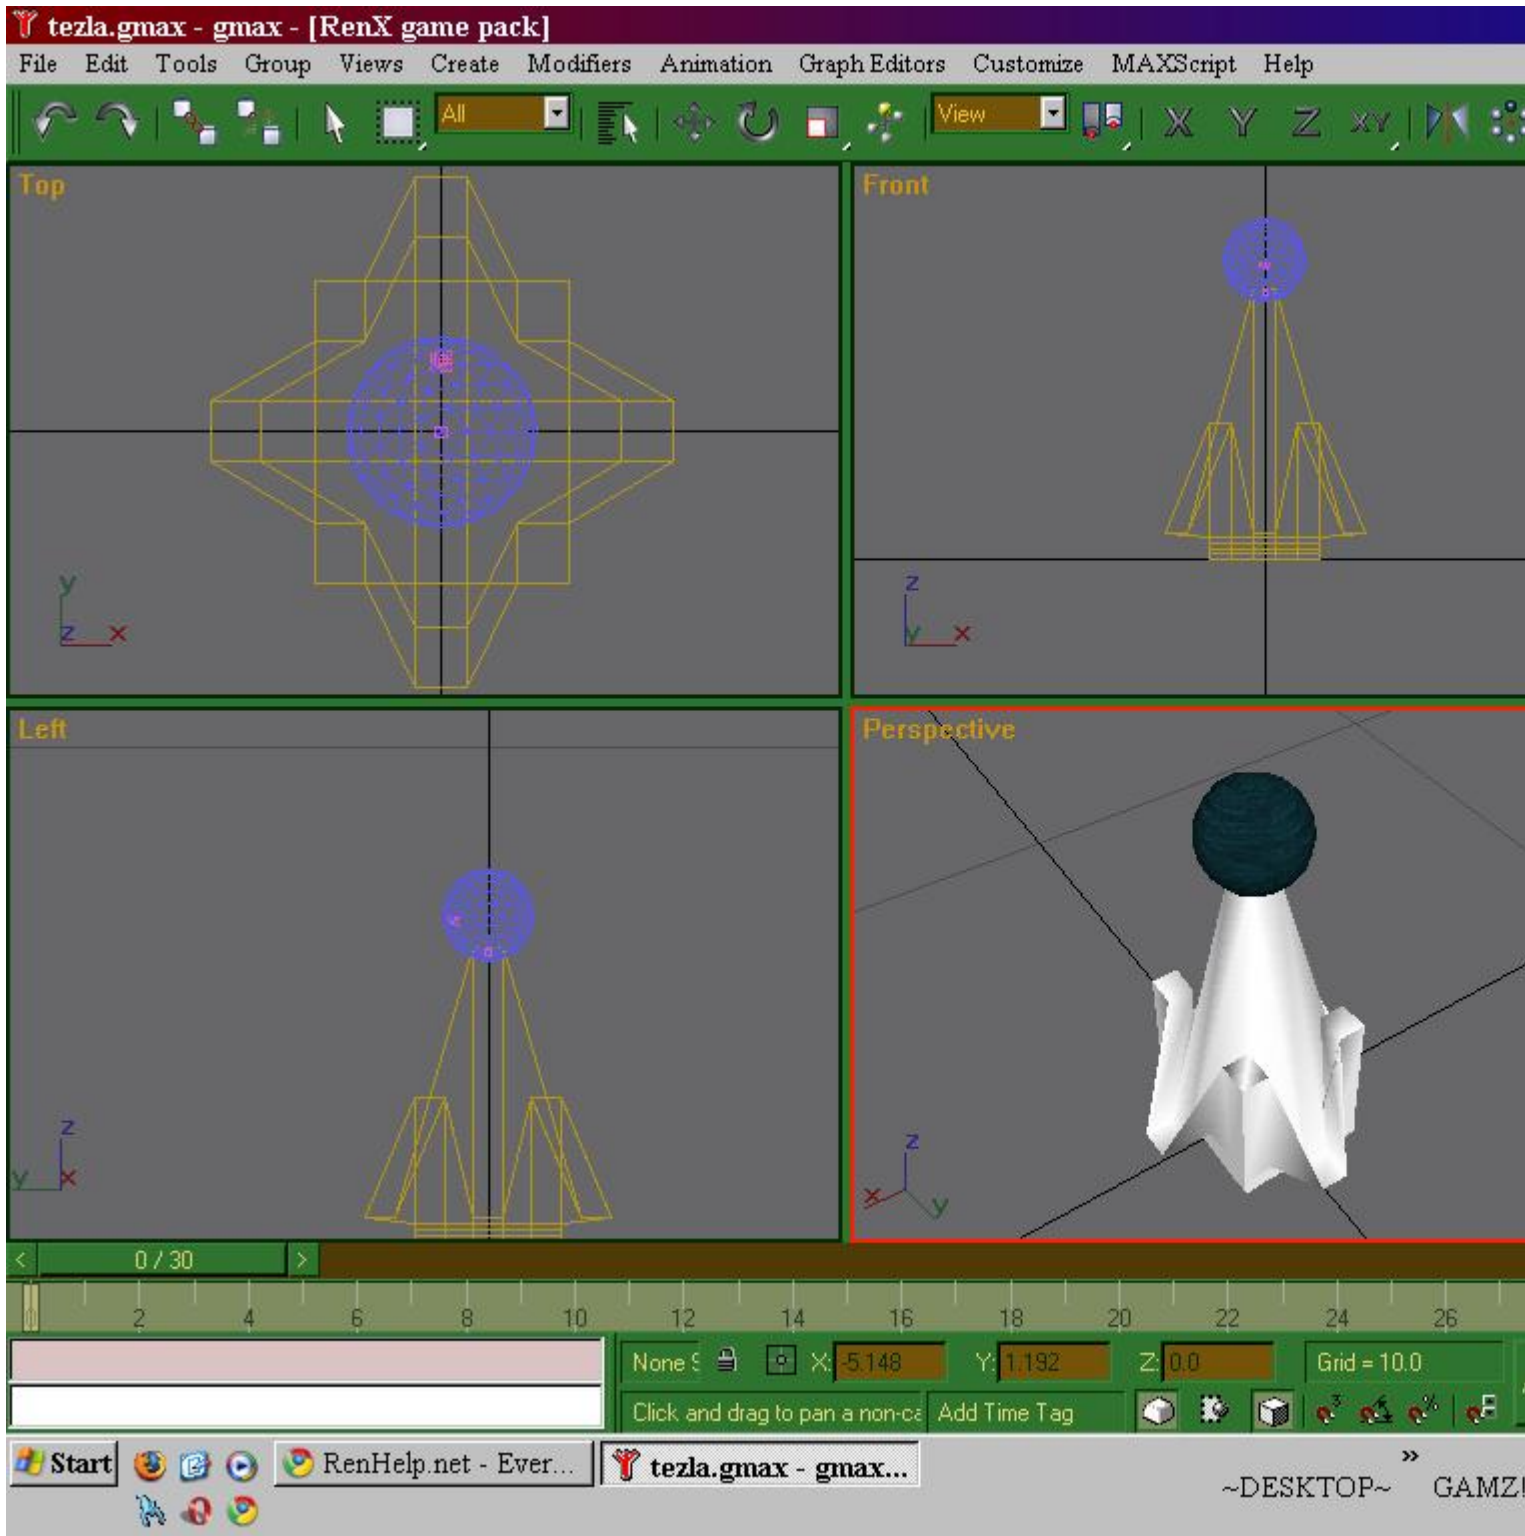 tezla.gmax - gmax - [RenX game pack]
File Edit Tools Group Views Create Modifiers Animation Graph Editors Customize MAXScript Help
All View X Y Z XY
Top
Front
y
z x
z
y x
Left
Perspective
z
y x
z
x y
< 0 / 30 >
0 2 4 6 8 10 12 14 16 18 20 22 24 26
None S X: -5.148 Y: 1.192 Z: 0.0 Grid = 10.0
Click and drag to pan a non-ca Add Time Tag
Start RenHelp.net - Ever... tezla.gmax - gmax... »
~DESKTOP~ GAMZ!